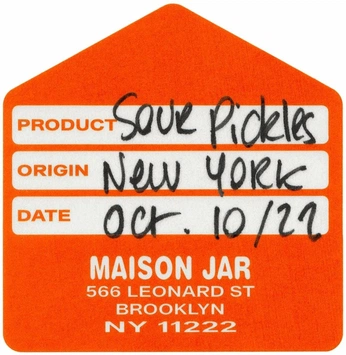 PRODUCT Sour Pickles
ORIGIN New York
DATE Oct. 10/22
MAISON JAR
566 LEONARD ST
BROOKLYN
NY 11222